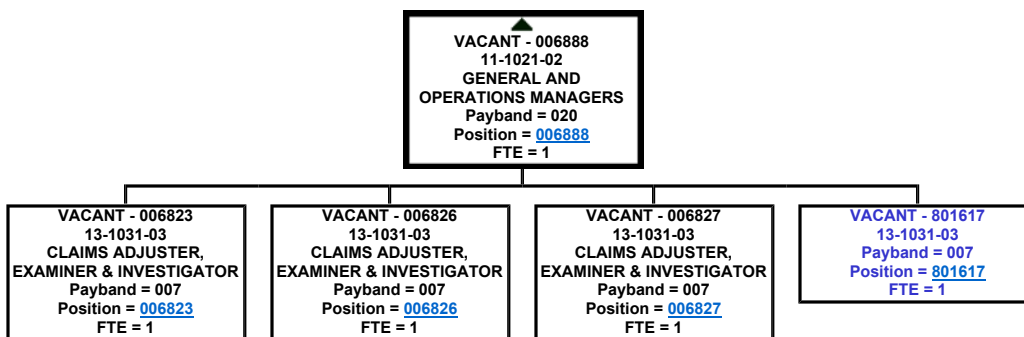 VACANT - 006888
11-1021-02
GENERAL AND
OPERATIONS MANAGERS
Payband = 020
Position = 006888
FTE = 1
VACANT - 006823
13-1031-03
CLAIMS ADJUSTER,
EXAMINER & INVESTIGATOR
Payband = 007
Position = 006823
FTE = 1
VACANT - 006826
13-1031-03
CLAIMS ADJUSTER,
EXAMINER & INVESTIGATOR
Payband = 007
Position = 006826
FTE = 1
VACANT - 006827
13-1031-03
CLAIMS ADJUSTER,
EXAMINER & INVESTIGATOR
Payband = 007
Position = 006827
FTE = 1
VACANT - 801617
13-1031-03
Payband = 007
Position = 801617
FTE = 1